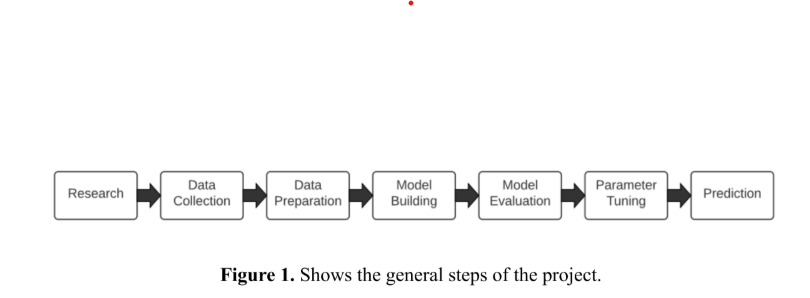 Research
Data
Collection
Data
Preparation
Model
Building
Model
Evaluation
Parameter
Tuning
Prediction
Figure 1. Shows the general steps of the project.